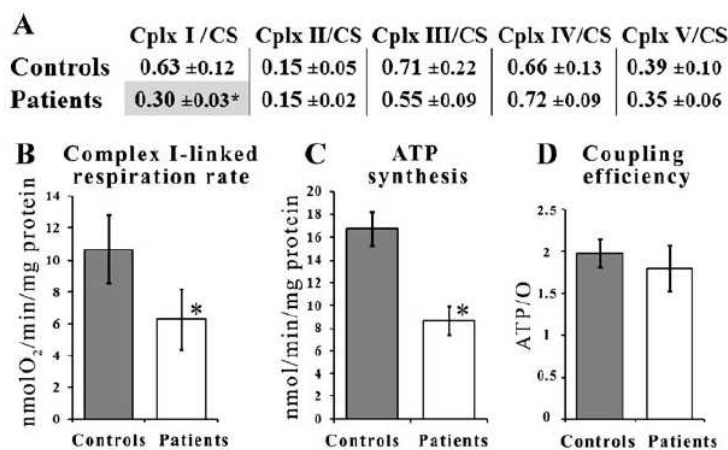 A
Cplx I /CS Cplx II/CS Cplx III/CS Cplx IV/CS Cplx V/CS
Controls 0.63 ±0.12 0.15 ±0.05 0.71 ±0.22 0.66 ±0.13 0.39 ±0.10
Patients 0.30 ±0.03* 0.15 ±0.02 0.55 ±0.09 0.72 ±0.09 0.35 ±0.06
B Complex I-linked
respiration rate
nmolO₂/min/mg protein
14
12
10
8
6
4
2
0
*
Controls Patients
C ATP
synthesis
nmol/min/mg protein
20
18
16
14
12
10
8
6
4
2
0
*
Controls Patients
D Coupling
efficiency
ATP/O
2.5
2
1.5
1
0.5
0
Controls Patients